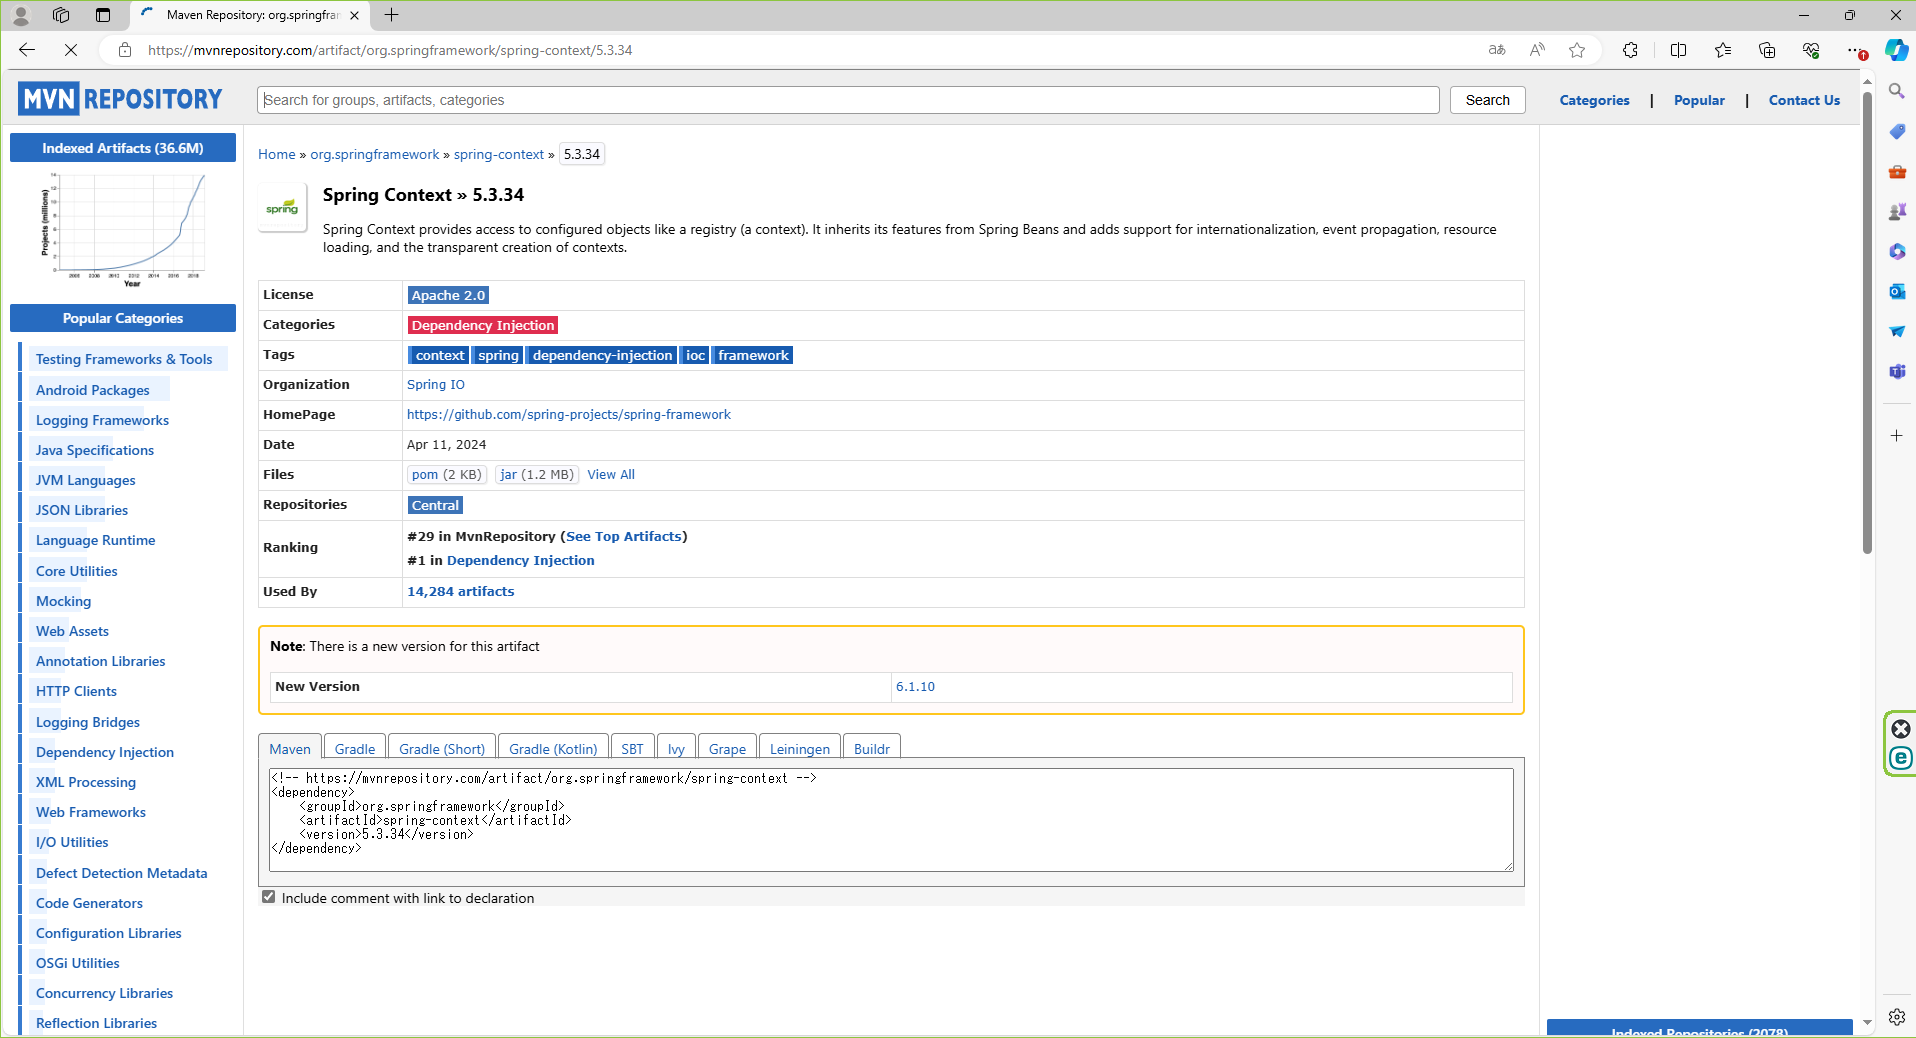 Maven Repository: org.springfran
https://mvnrepository.com/artifact/org.springframework/spring-context/5.3.34
MVN REPOSITORY
Search for groups, artifacts, categories
Search
Categories | Popular | Contact Us
Indexed Artifacts (36.6M)
Projects (millions)
Year
Popular Categories
Testing Frameworks & Tools
Android Packages
Logging Frameworks
Java Specifications
JVM Languages
JSON Libraries
Language Runtime
Core Utilities
Mocking
Web Assets
Annotation Libraries
HTTP Clients
Logging Bridges
Dependency Injection
XML Processing
Web Frameworks
I/O Utilities
Defect Detection Metadata
Code Generators
Configuration Libraries
OSGi Utilities
Concurrency Libraries
Reflection Libraries
Home » org.springframework » spring-context » 5.3.34
spring
Spring Context » 5.3.34
Spring Context provides access to configured objects like a registry (a context). It inherits its features from Spring Beans and adds support for internationalization, event propagation, resource
loading, and the transparent creation of contexts.
License Apache 2.0
Categories Dependency Injection
Tags context spring dependency-injection ioc framework
Organization Spring IO
HomePage https://github.com/spring-projects/spring-framework
Date Apr 11, 2024
Files pom (2 KB) jar (1.2 MB) View All
Repositories Central
Ranking #29 in MvnRepository (See Top Artifacts)
#1 in Dependency Injection
Used By 14,284 artifacts
Note: There is a new version for this artifact
New Version 6.1.10
Maven Gradle Gradle (Short) Gradle (Kotlin) SBT Ivy Grape Leiningen Buildr
<!-- https://mvnrepository.com/artifact/org.springframework/spring-context -->
<dependency>
<groupId>org.springframework</groupId>
<artifactId>spring-context</artifactId>
<version>5.3.34</version>
</dependency>
Include comment with link to declaration
Indexed Repositories (2078)